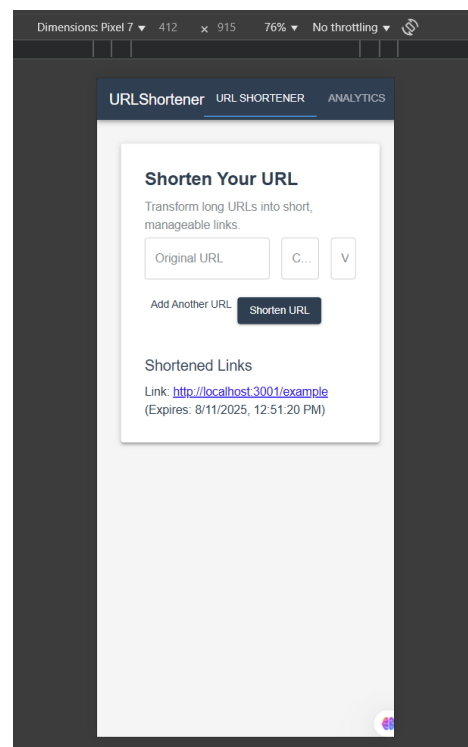 Dimensions: Pixel 7 ▼ 412 x 915 76% ▼ No throttling ▼
URLShortener URL SHORTENER ANALYTICS
Shorten Your URL
Transform long URLs into short,
manageable links.
Original URL C... V
Add Another URL Shorten URL
Shortened Links
Link: http://localhost:3001/example
(Expires: 8/11/2025, 12:51:20 PM)